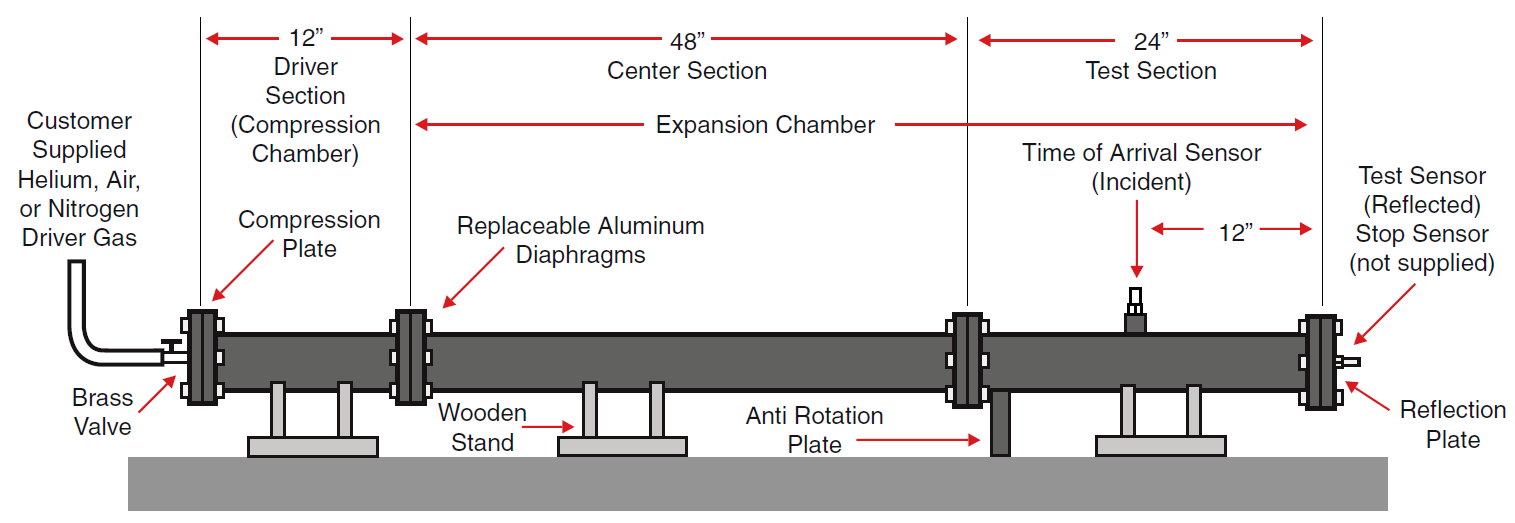 12”
Driver
Section
(Compression
Chamber)
48”
Center Section
24”
Test Section
Expansion Chamber
Customer
Supplied
Helium, Air,
or Nitrogen
Driver Gas
Time of Arrival Sensor
(Incident)
Test Sensor
(Reflected)
Stop Sensor
(not supplied)
Compression
Plate
Replaceable Aluminum
Diaphragms
12”
Brass
Valve
Wooden
Stand
Anti Rotation
Plate
Reflection
Plate